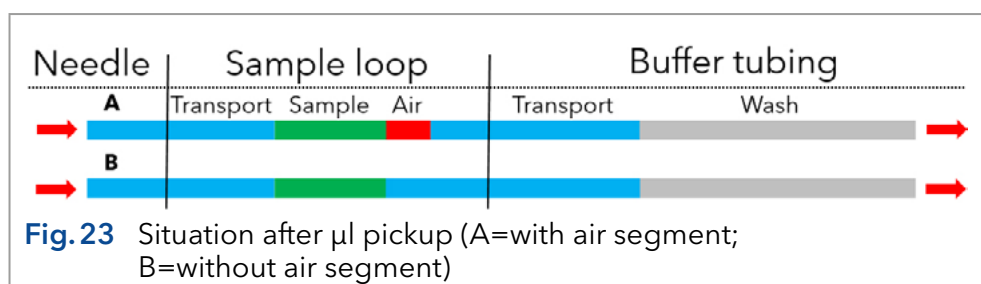 Needle Sample loop Buffer tubing
A Transport Sample Air Transport Wash
B
Fig. 23 Situation after µl pickup (A=with air segment;
B=without air segment)